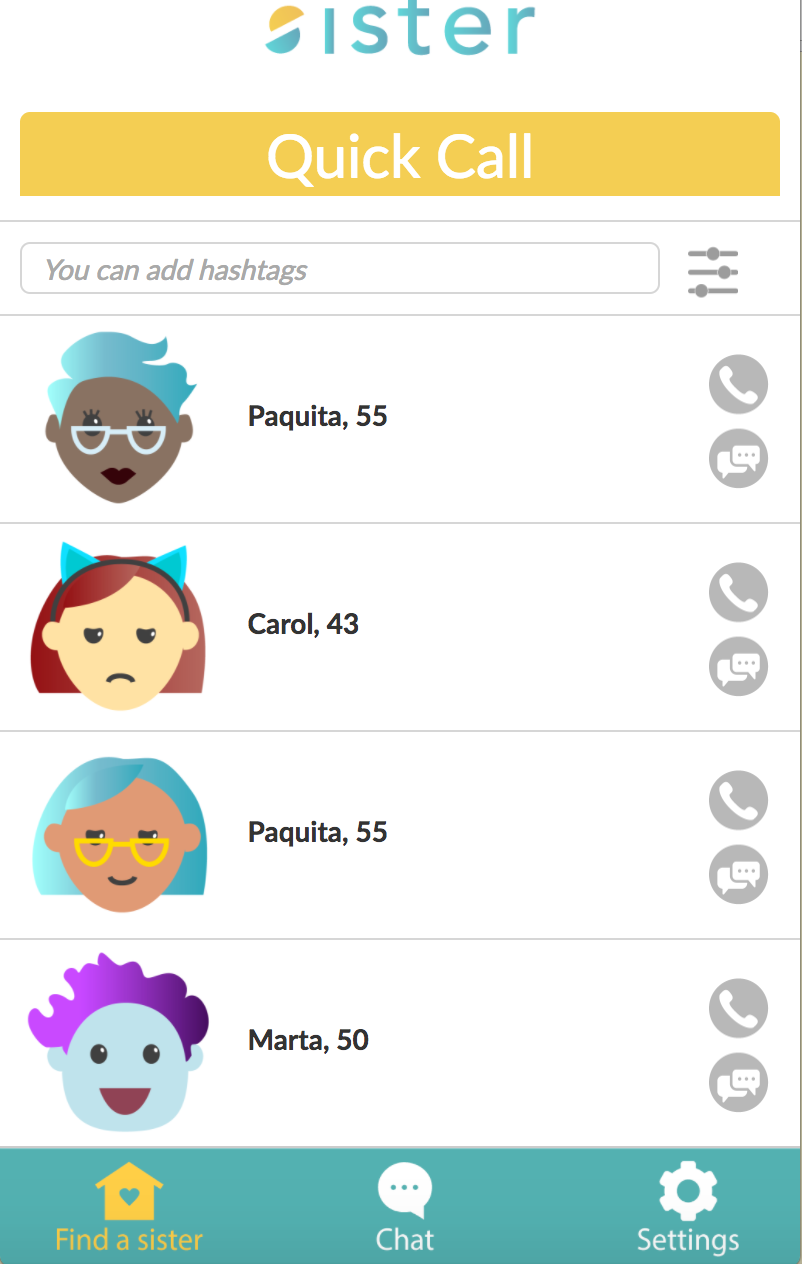 sister
Quick Call
You can add hashtags
Paquita, 55
Carol, 43
Paquita, 55
Marta, 50
Find a sister
Chat
Settings